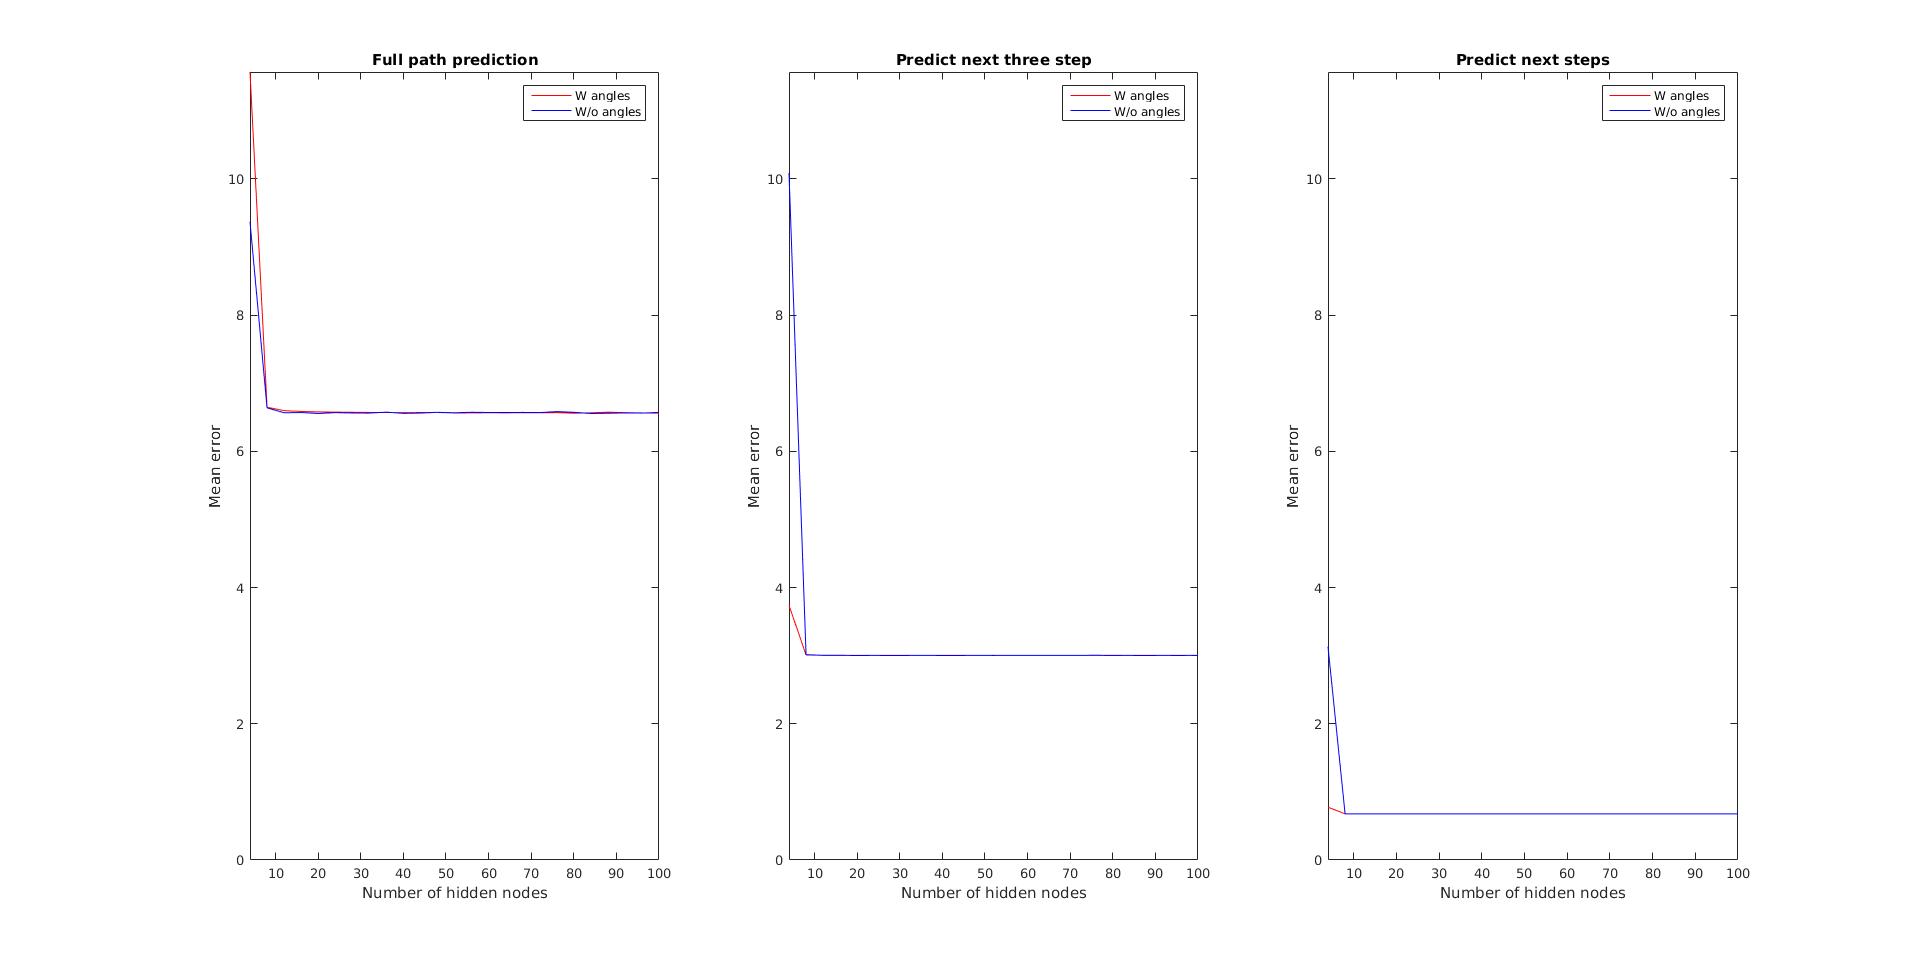 Full path prediction
W angles
W/o angles
10
8
6
4
2
0
Mean error
10 20 30 40 50 60 70 80 90 100
Number of hidden nodes
Predict next three step
W angles
W/o angles
10
8
6
4
2
0
Mean error
10 20 30 40 50 60 70 80 90 100
Number of hidden nodes
Predict next steps
W angles
W/o angles
10
8
6
4
2
0
Mean error
10 20 30 40 50 60 70 80 90 100
Number of hidden nodes